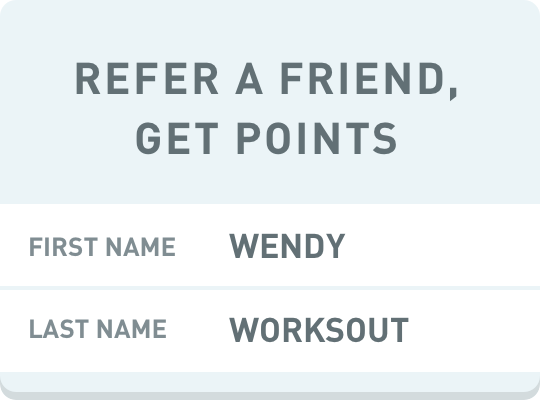 REFER A FRIEND,
GET POINTS
FIRST NAME WENDY
LAST NAME WORKSOUT